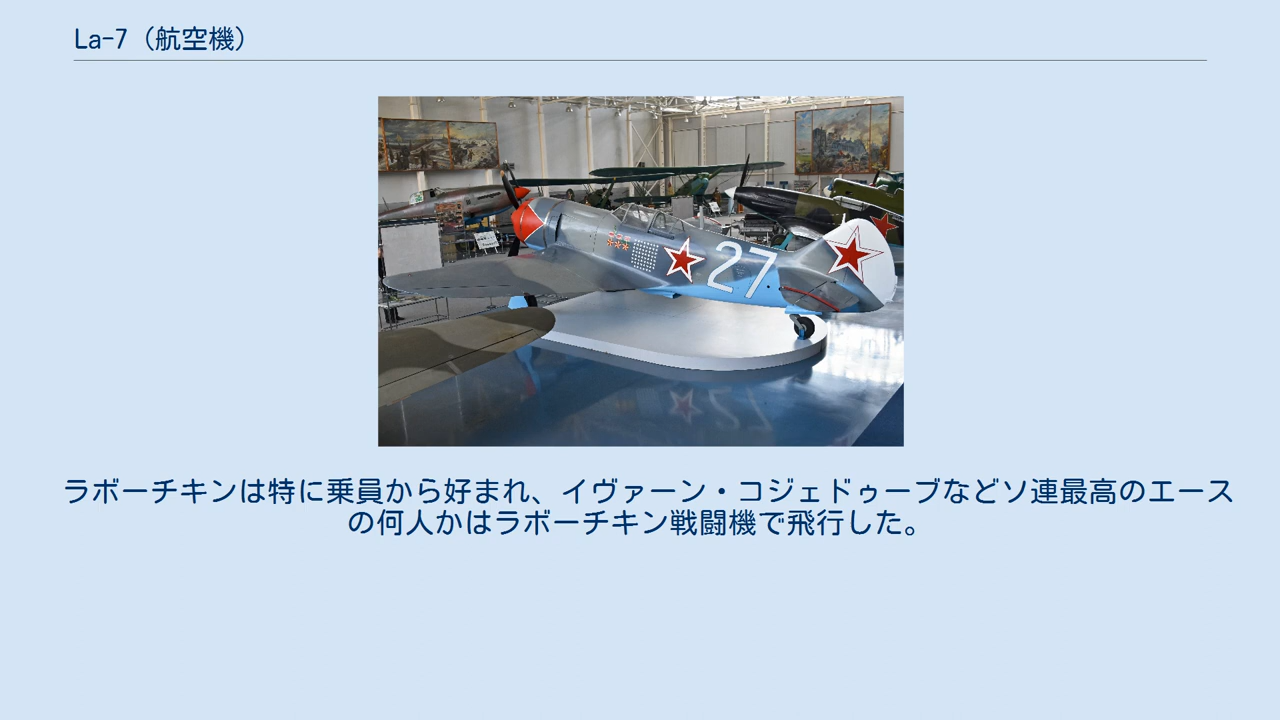 La-7（航空機）
27
ラボーチキンは特に乗員から好まれ、イヴァーン・コジェドゥーブなどソ連最高のエース
の何人かはラボーチキン戦闘機で飛行した。